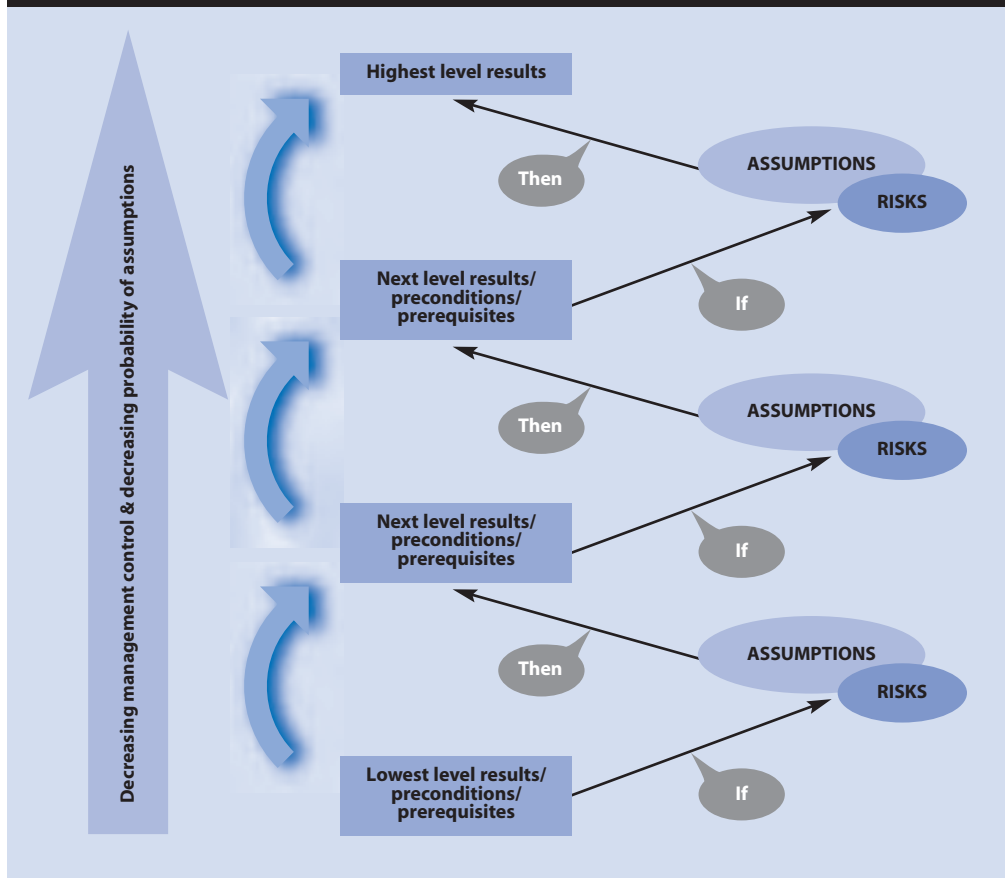 Highest level results
ASSUMPTIONS
Then
RISKS
Next level results/
preconditions/
prerequisites
If
ASSUMPTIONS
Then
RISKS
Next level results/
preconditions/
prerequisites
If
ASSUMPTIONS
Then
RISKS
Lowest level results/
preconditions/
prerequisites
If
Decreasing management control & decreasing probability of assumptions